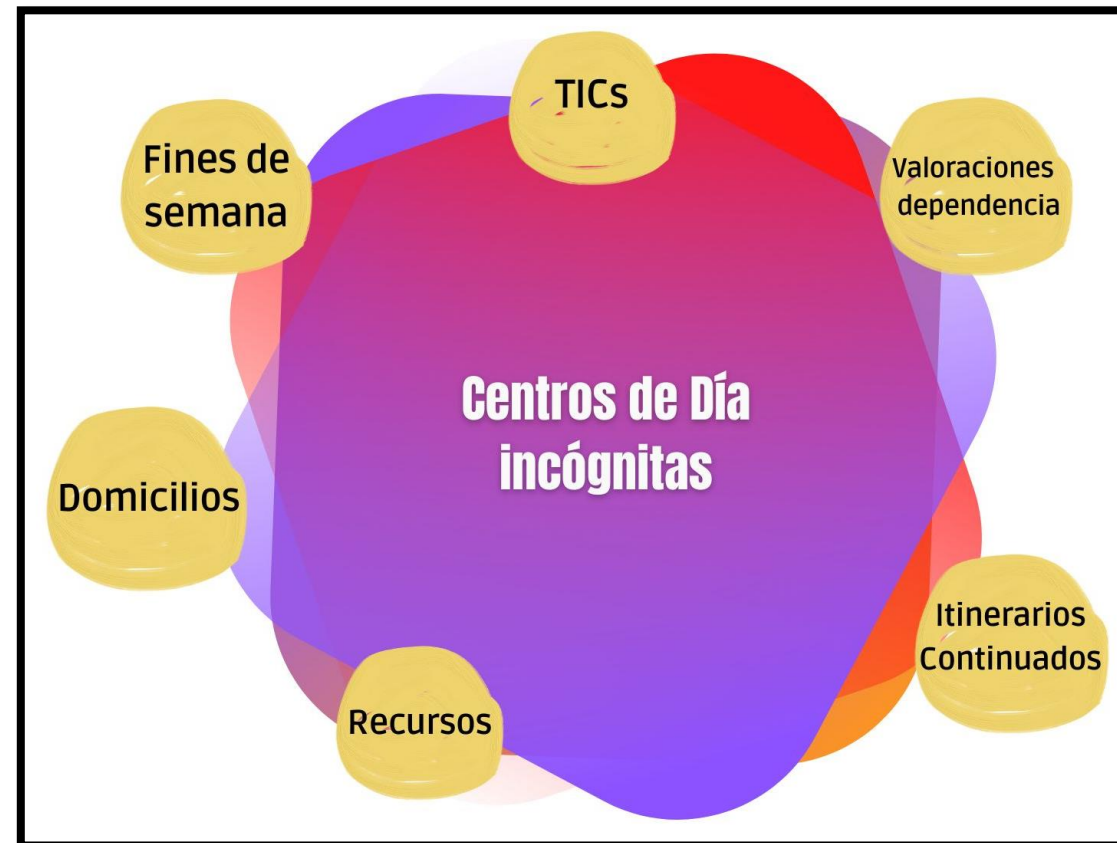 TICs
Fines de
semana
Valoraciones
dependencia
Centros de Día
incógnitas
Domicilios
Itinerarios
Continuados
Recursos